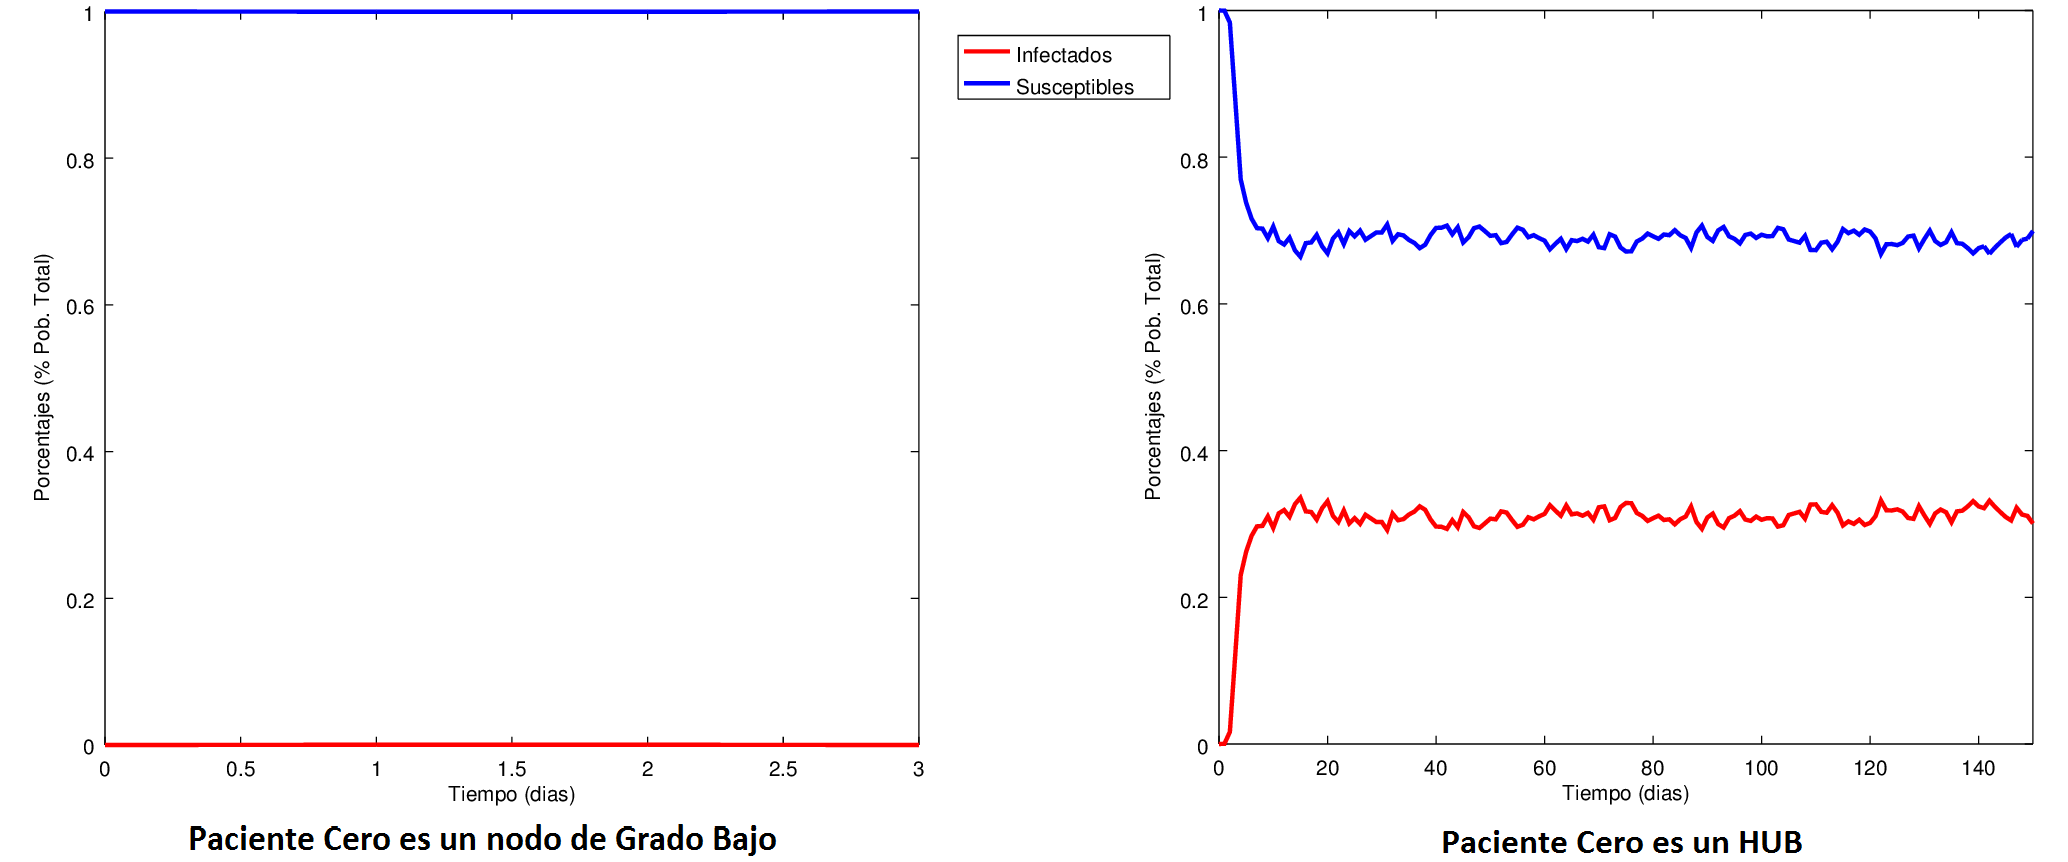 1
0.8
0.6
0.4
0.2
0
Porcentajes (% Pob. Total)
0 0.5 1 1.5 2 2.5 3
Tiempo (dias)
Paciente Cero es un nodo de Grado Bajo
Infectados
Susceptibles
1
0.8
0.6
0.4
0.2
0
Porcentajes (% Pob. Total)
0 20 40 60 80 100 120 140
Tiempo (dias)
Paciente Cero es un HUB